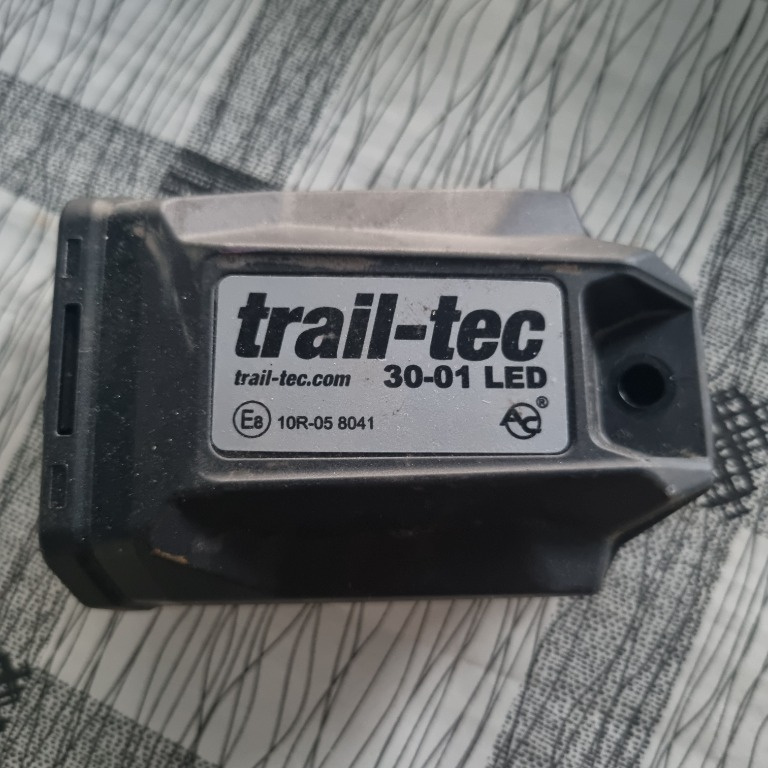 trail-tec
trail-tec.com 30-01 LED
E8 10R-05 8041 AC®